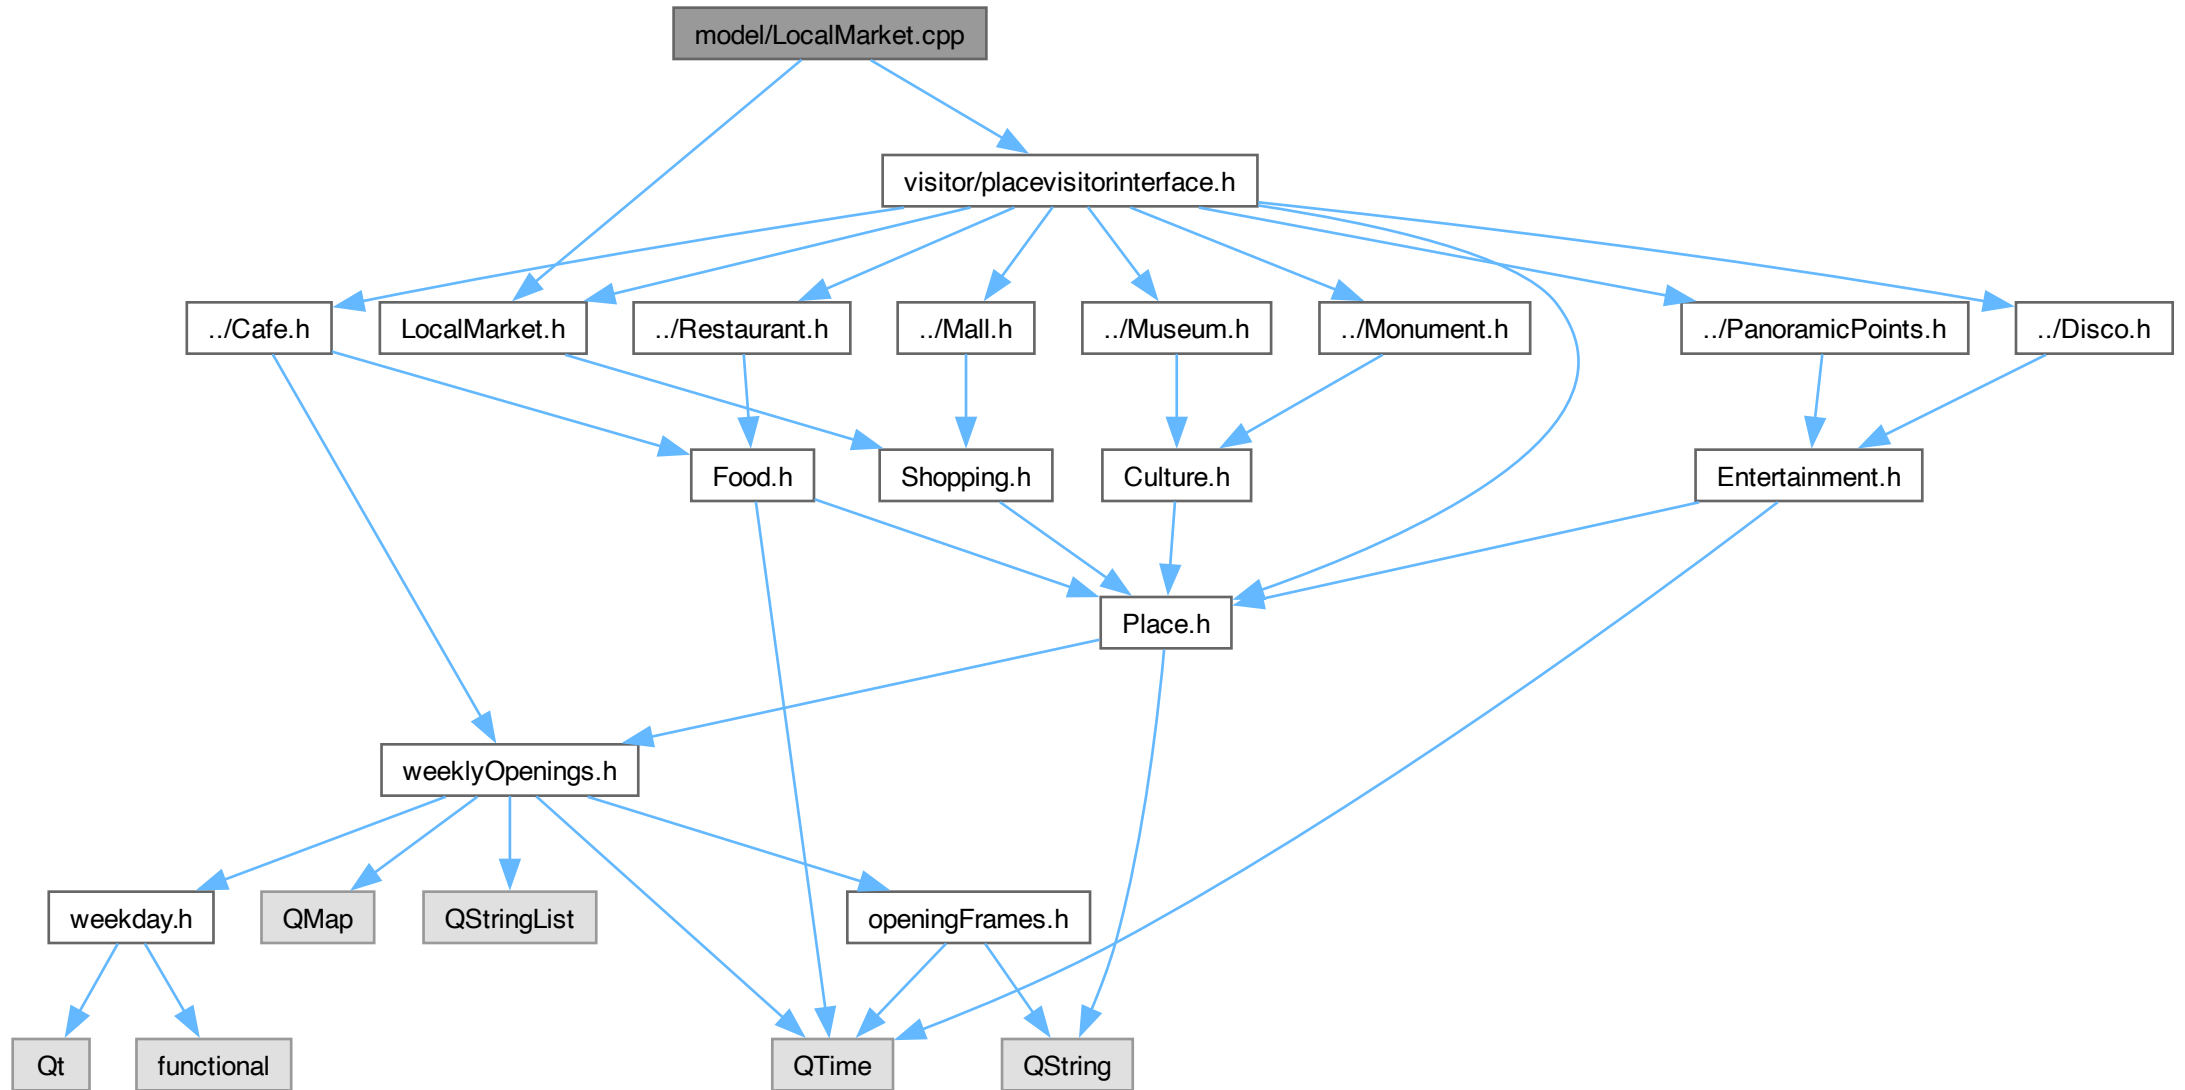 model/LocalMarket.cpp
visitor/placevisitorinterface.h
../Cafe.h
LocalMarket.h
../Restaurant.h
../Mall.h
../Museum.h
../Monument.h
../PanoramicPoints.h
../Disco.h
Food.h
Shopping.h
Culture.h
Entertainment.h
Place.h
weeklyOpenings.h
weekday.h
QMap
QStringList
openingFrames.h
Qt
functional
QTime
QString